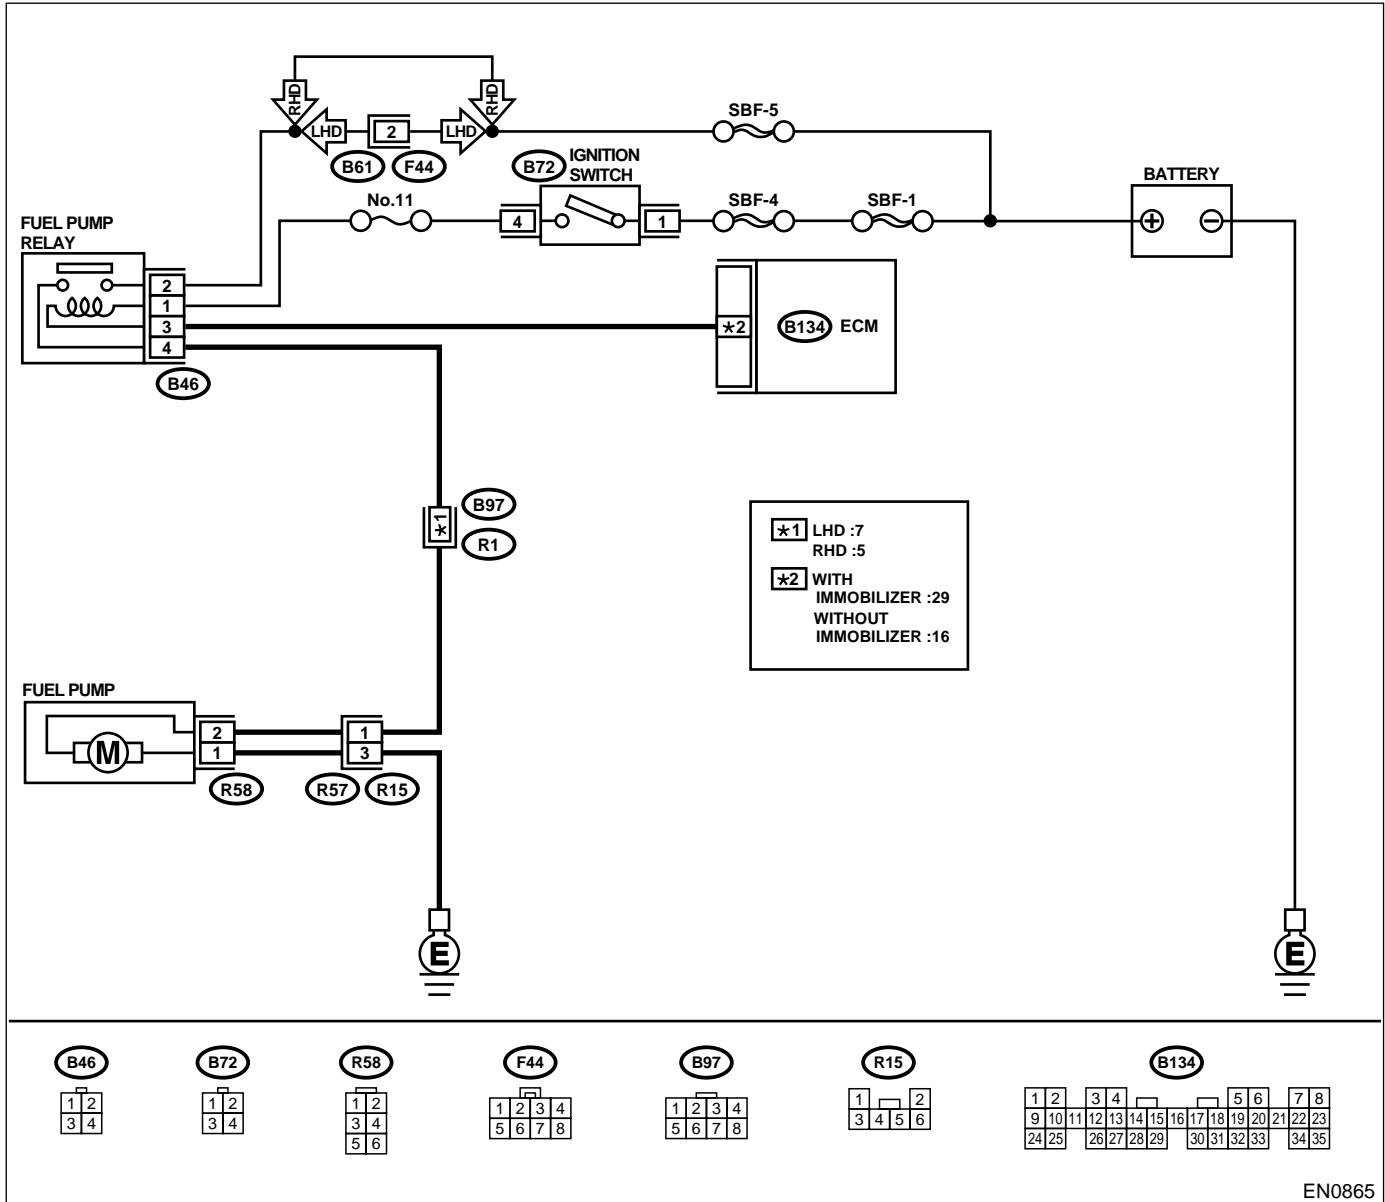 RHD
RHD
LHD
2
LHD
SBF-5
B61
F44
B72
IGNITION
SWITCH
BATTERY
No.11
SBF-4
SBF-1
4
1
FUEL PUMP
RELAY
2
1
3
4
*2
B134
ECM
B46
B97
*1
R1
*1 LHD :7
RHD :5
*2 WITH
IMMOBILIZER :29
WITHOUT
IMMOBILIZER :16
FUEL PUMP
M
2
1
1
3
R58
R57
R15
E
E
B46
B72
R58
F44
B97
R15
B134
1 2
3 4
1 2
3 4
1 2
3 4
5 6
1 2 3 4
5 6 7 8
1 2 3 4
5 6 7 8
1 2
3 4 5 6
1 2 3 4 5 6 7 8
9 10 11 12 13 14 15 16 17 18 19 20 21 22 23
24 25 26 27 28 29 30 31 32 33 34 35
EN0865